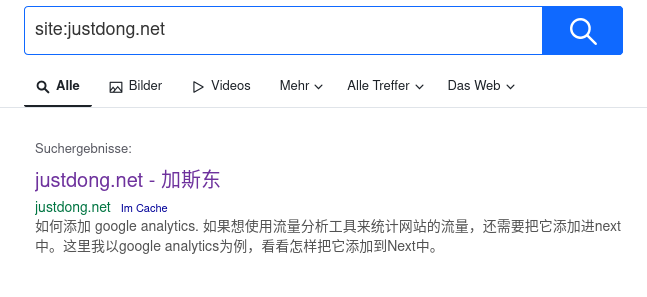 site:justdong.net
Alle Bilder Videos Mehr Alle Treffer Das Web
Suchergebnisse:
justdong.net - 加斯东
justdong.net Im Cache
如何添加 google analytics. 如果想使用流量分析工具来统计网站的流量，还需要把它添加进next
中。这里我以google analytics为例，看看怎样把它添加到Next中。